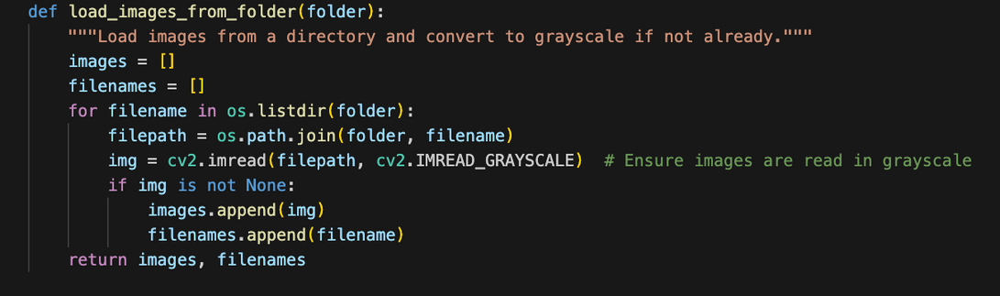 def load_images_from_folder(folder):
    """Load images from a directory and convert to grayscale if not already."""
    images = []
    filenames = []
    for filename in os.listdir(folder):
        filepath = os.path.join(folder, filename)
        img = cv2.imread(filepath, cv2.IMREAD_GRAYSCALE)  # Ensure images are read in grayscale
        if img is not None:
            images.append(img)
            filenames.append(filename)
    return images, filenames